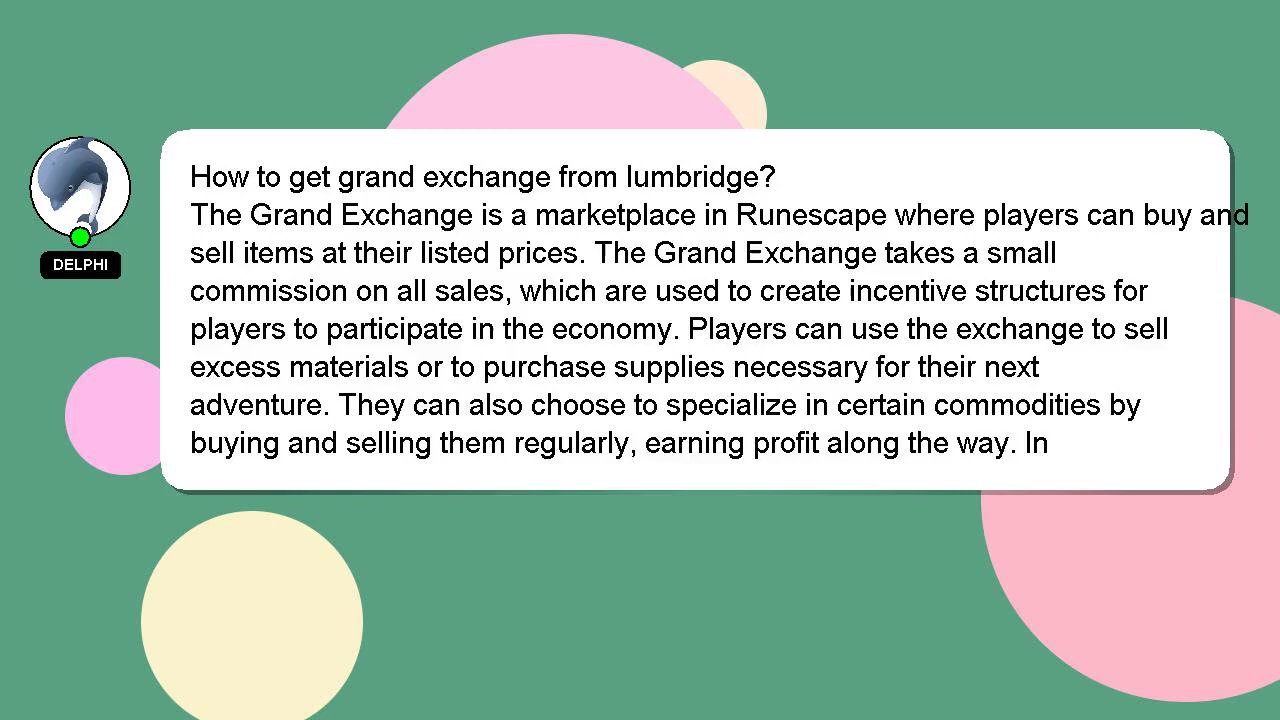 How to get grand exchange from lumbridge?
The Grand Exchange is a marketplace in Runescape where players can buy and
sell items at their listed prices. The Grand Exchange takes a small
commission on all sales, which are used to create incentive structures for
players to participate in the economy. Players can use the exchange to sell
excess materials or to purchase supplies necessary for their next
adventure. They can also choose to specialize in certain commodities by
buying and selling them regularly, earning profit along the way. In
DELPHI